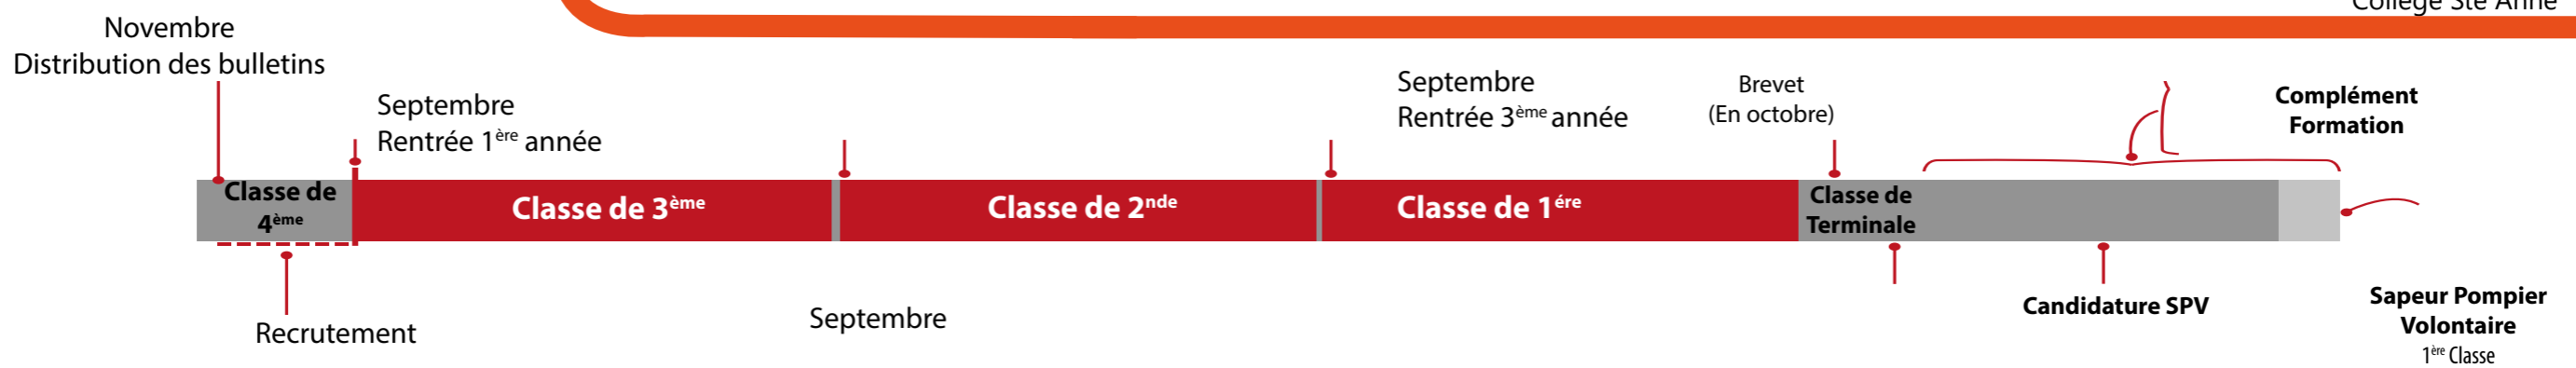 Collège Ste Anne
Novembre
Distribution des bulletins
Septembre
Rentrée 1ère année
Septembre
Rentrée 3ème année
Brevet
(En octobre)
Complément
Formation
Classe de
4ème
Classe de 3ème
Classe de 2nde
Classe de 1ére
Classe de
Terminale
Recrutement
Septembre
Candidature SPV
Sapeur Pompier
Volontaire
1ère Classe